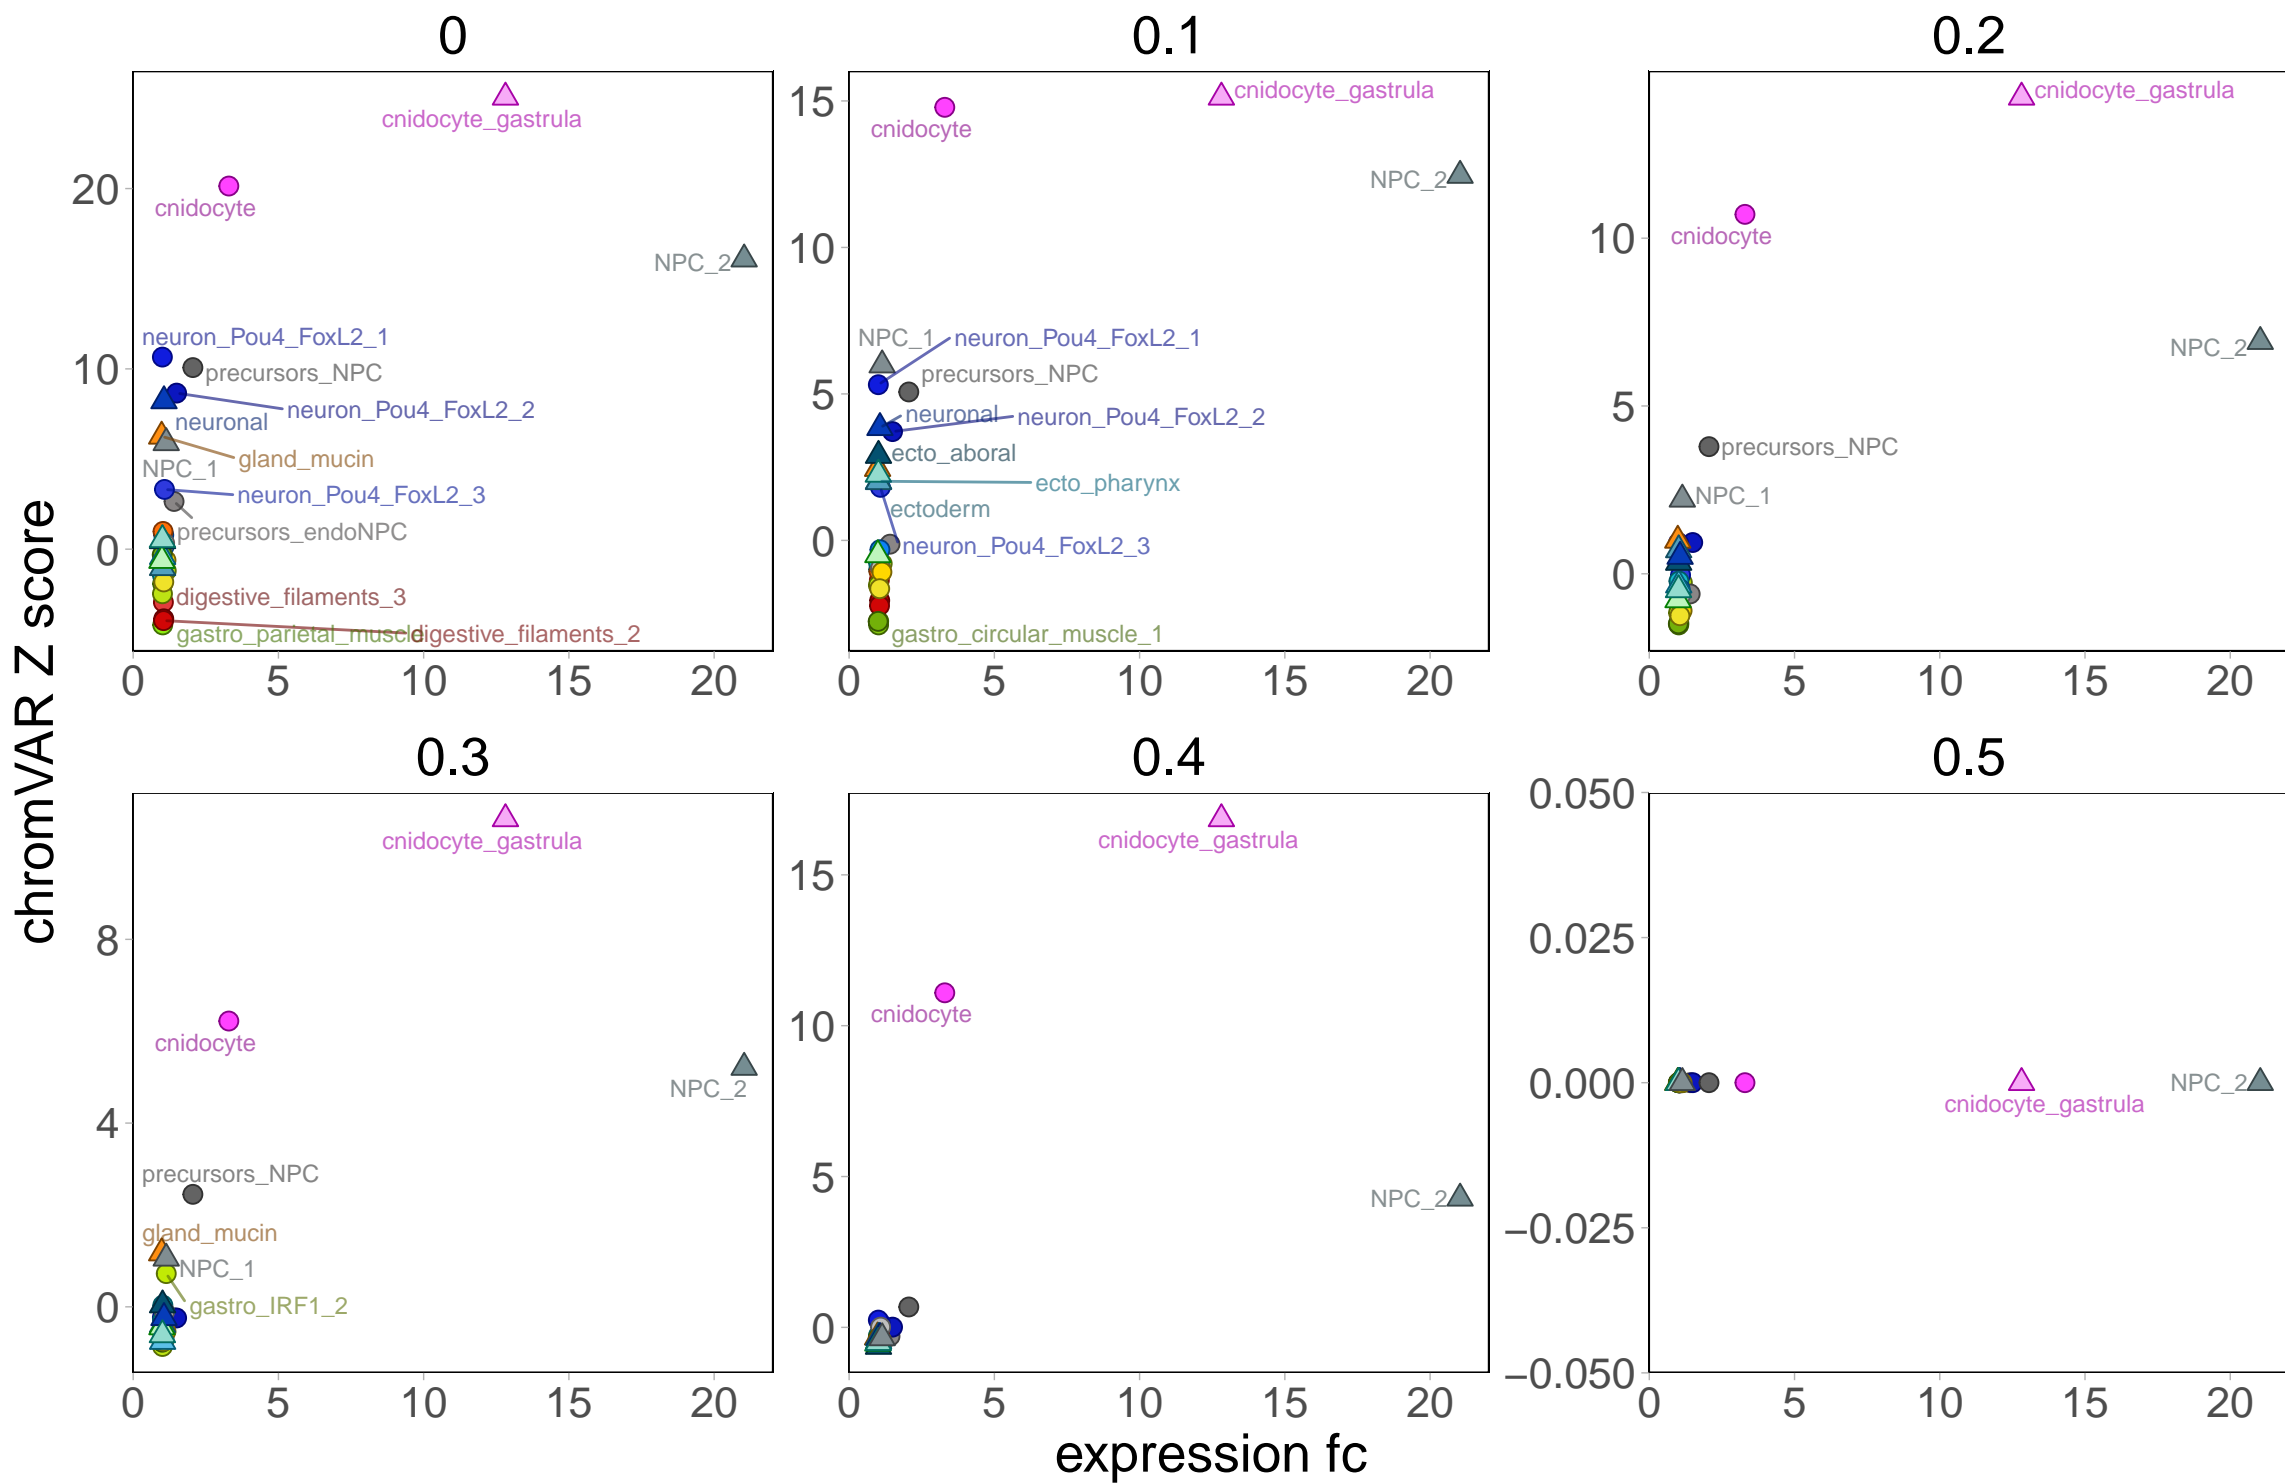 0
0.1
0.2
chromVAR Z score
20
10
0
cnidocyte_gastrula
cnidocyte
NPC_2
neuron_Pou4_FoxL2_1
precursors_NPC
neuron_Pou4_FoxL2_2
neuronal
gland_mucin
NPC_1
neuron_Pou4_FoxL2_3
precursors_endoNPC
digestive_filaments_3
gastro_parietal_muscle
digestive_filaments_2
0 5 10 15 20
15
10
5
0
cnidocyte_gastrula
cnidocyte
NPC_2
NPC_1
neuron_Pou4_FoxL2_1
precursors_NPC
neuronal
neuron_Pou4_FoxL2_2
ecto_aboral
ecto_pharynx
ectoderm
neuron_Pou4_FoxL2_3
gastro_circular_muscle_1
0 5 10 15 20
10
5
0
cnidocyte_gastrula
cnidocyte
NPC_2
precursors_NPC
NPC_1
0 5 10 15 20
0.3
0.4
0.5
8
4
0
cnidocyte_gastrula
cnidocyte
NPC_2
precursors_NPC
gland_mucin
NPC_1
gastro_IRF1_2
0 5 10 15 20
15
10
5
0
cnidocyte_gastrula
cnidocyte
NPC_2
0 5 10 15 20
0.050
0.025
0.000
−0.025
−0.050
NPC_2
cnidocyte_gastrula
0 5 10 15 20
expression fc